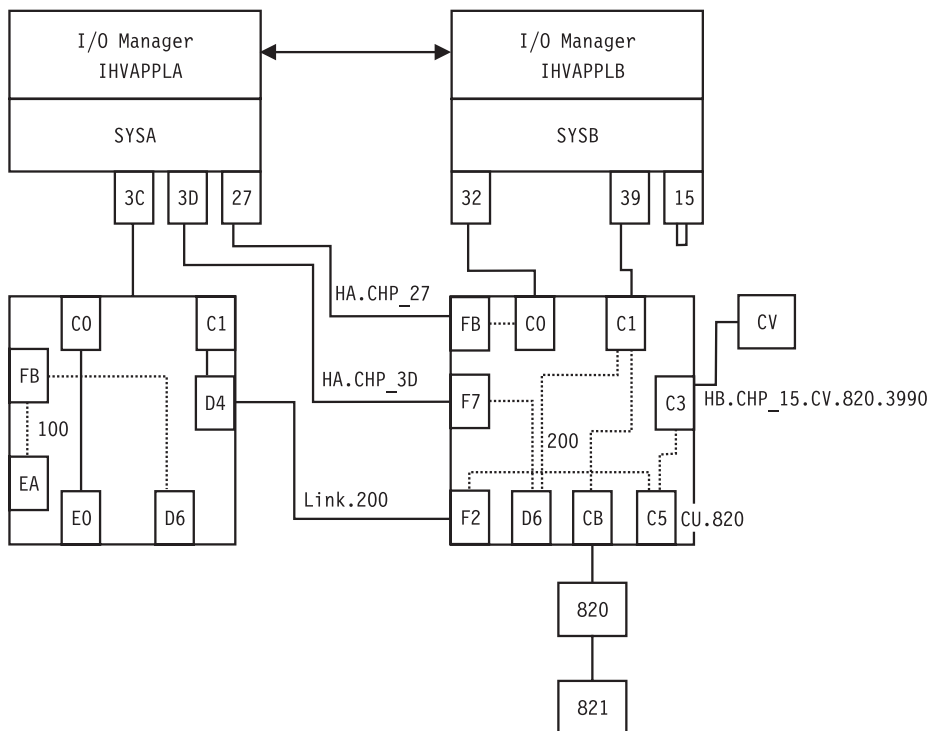 I/O Manager
IHVAPPLA
I/O Manager
IHVAPPLB
SYSA
SYSB
3C
3D
27
32
39
15
HA.CHP_27
C0
C1
FB
C0
C1
CV
FB
HA.CHP_3D
D4
F7
C3
HB.CHP_15.CV.820.3990
100
200
EA
E0
D6
Link.200
F2
D6
CB
C5
CU.820
820
821